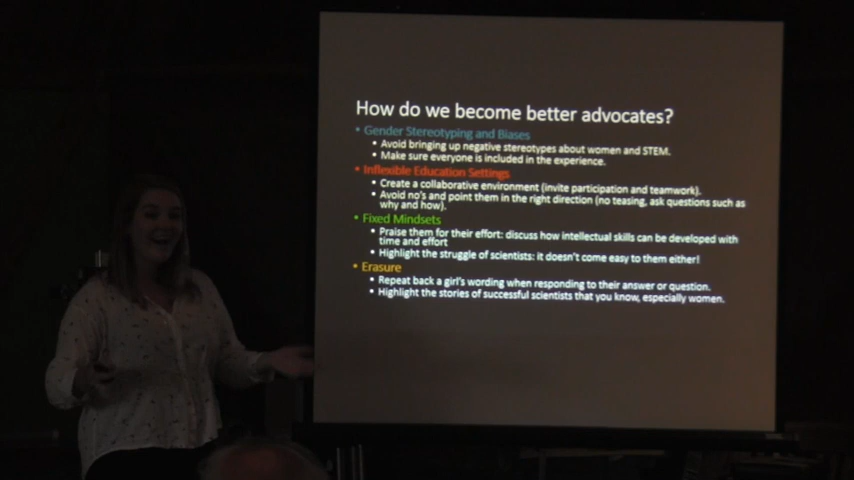 How do we become better advocates?
• Gender Stereotyping and Biases
• Avoid bringing up negative stereotypes about women and STEM.
• Make sure everyone is included in the experience.
• Inflexible Education Settings
• Create a collaborative environment (invite participation and teamwork).
• Avoid no's and point them in the right direction (no teasing, ask questions such as
why and how).
• Fixed Mindsets
• Praise them for their effort: discuss how intellectual skills can be developed with
time and effort
• Highlight the struggle of scientists: it doesn't come easy to them either!
• Erasure
• Repeat back a girl's wording when responding to their answer or question.
• Highlight the stories of successful scientists that you know, especially women.